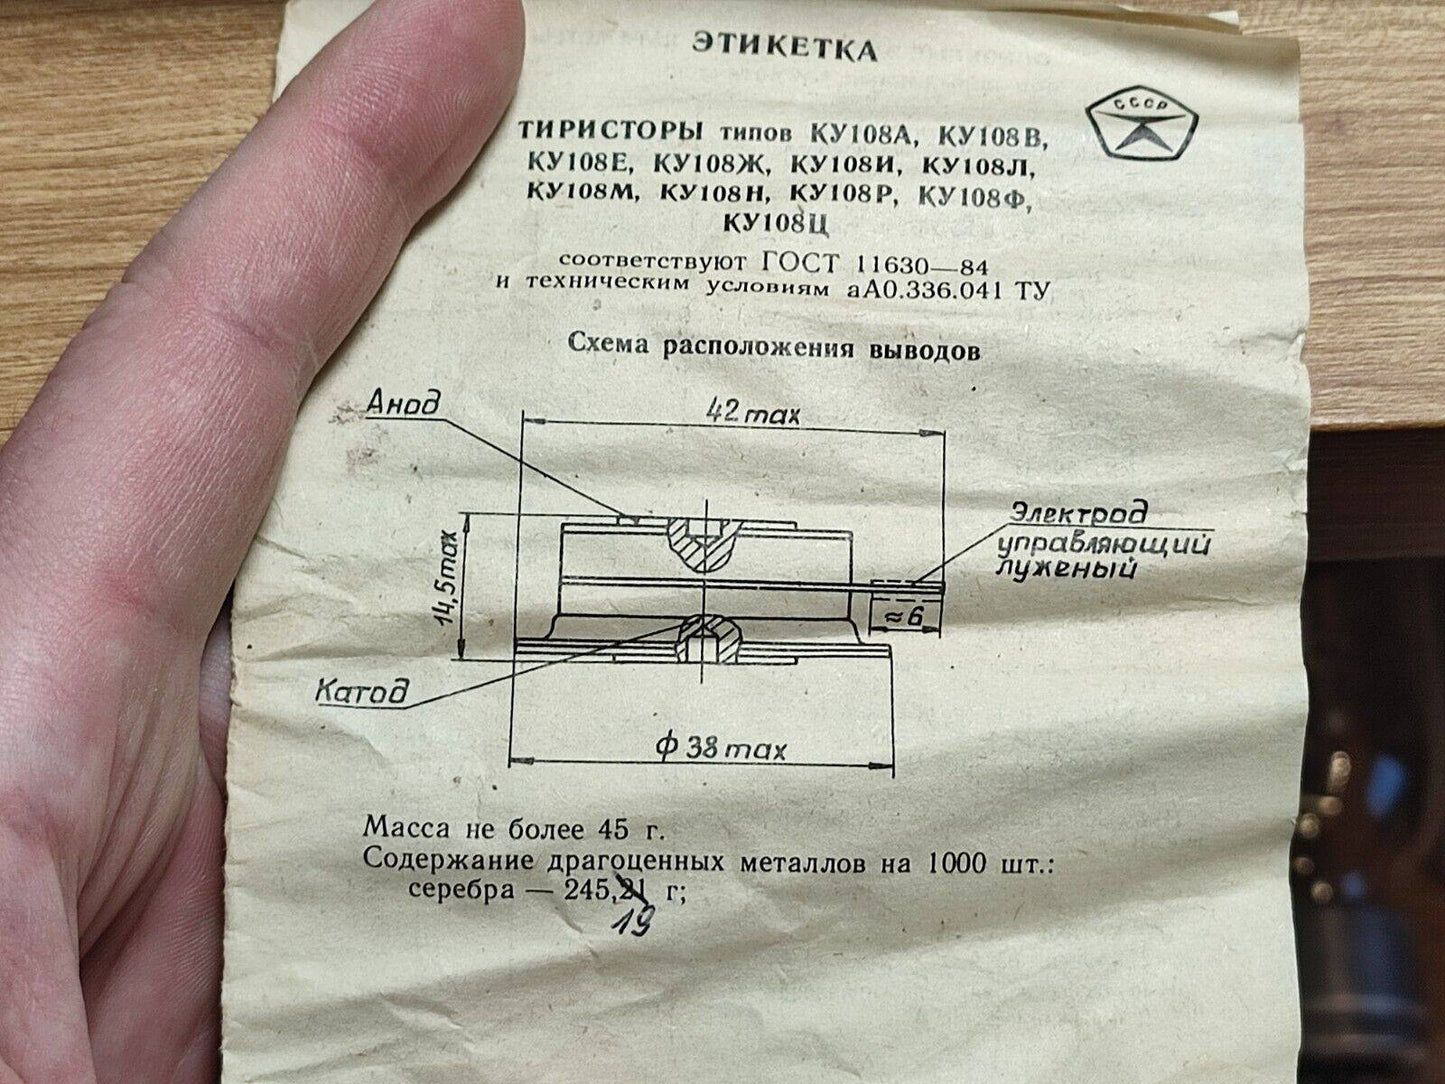 ЭТИКЕТКА
СССР
ТИРИСТОРЫ типов КУ108А, КУ108В,
КУ108Е, КУ108Ж, КУ108И, КУ108Л,
КУ108М, КУ108Н, КУ108Р, КУ108Ф,
КУ108Ц
соответствуют ГОСТ 11630—84
и техническим условиям аА0.336.041 ТУ
Схема расположения выводов
Анод
42 max
Электрод
управляющий
луженый
14,5 max
≈6
Катод
ф 38 max
Масса не более 45 г.
Содержание драгоценных металлов на 1000 шт.:
серебра — 245,21 г;
19